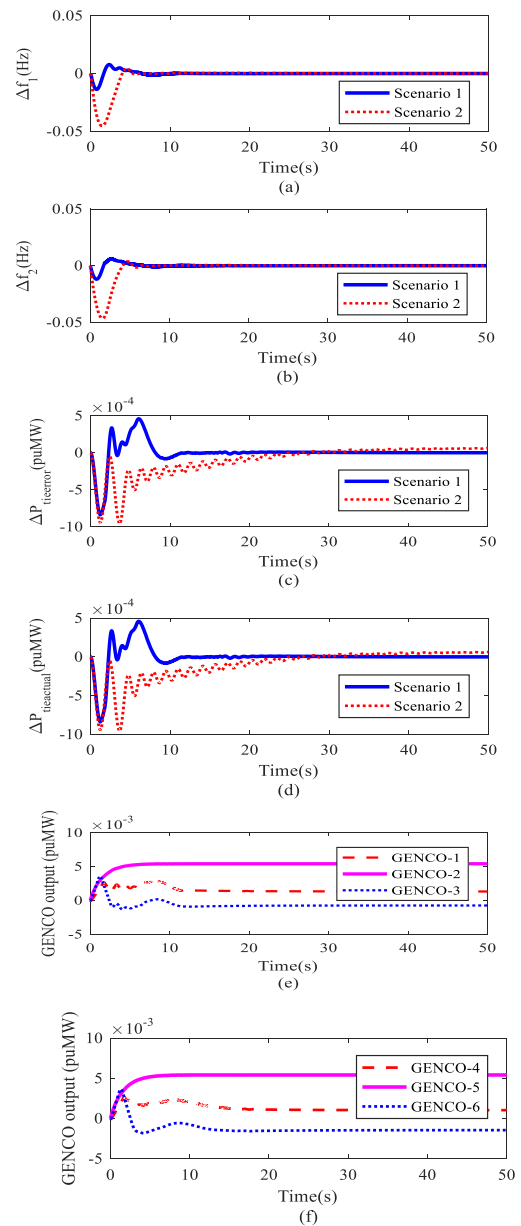 0.05
0
-0.05
Δf₁(Hz)
Scenario 1
Scenario 2
0 10 20 30 40 50
Time(s)
(a)
0.05
0
-0.05
Δf₂(Hz)
Scenario 1
Scenario 2
0 10 20 30 40 50
Time(s)
(b)
×10⁻⁴
5
0
-5
-10
ΔP_tieerror(puMW)
Scenario 1
Scenario 2
0 10 20 30 40 50
Time(s)
(c)
×10⁻⁴
5
0
-5
-10
ΔP_tieactual(puMW)
Scenario 1
Scenario 2
0 10 20 30 40 50
Time(s)
(d)
×10⁻³
10
5
0
-5
GENCO output (puMW)
GENCO-1
GENCO-2
GENCO-3
0 10 20 30 40 50
Time(s)
(e)
×10⁻³
10
5
0
-5
GENCO output (puMW)
GENCO-4
GENCO-5
GENCO-6
0 10 20 30 40 50
Time(s)
(f)